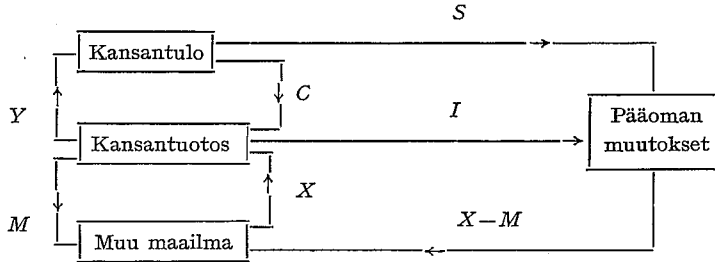 S
Kansantulo
C
Y
I
Pääoman
muutokset
Kansantuotos
X
M
X—M
Muu maailma